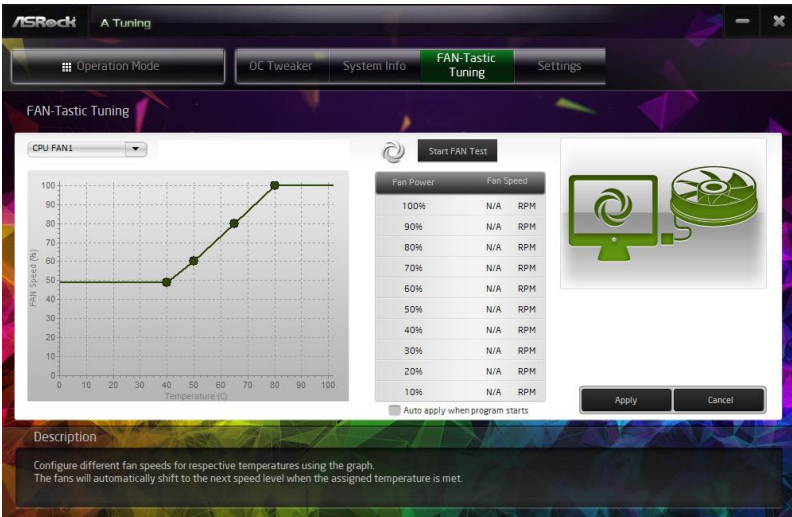 ASRock
A Tuning
Operation Mode
OC Tweaker
System Info
FAN-Tastic
Tuning
Settings
FAN-Tastic Tuning
CPU FAN1
Start FAN Test
FAN Speed (%)
100
90
80
70
60
50
40
30
20
10
0
0 10 20 30 40 50 60 70 80 90 100
Temperature (C)
Fan Power Fan Speed
100% N/A RPM
90% N/A RPM
80% N/A RPM
70% N/A RPM
60% N/A RPM
50% N/A RPM
40% N/A RPM
30% N/A RPM
20% N/A RPM
10% N/A RPM
Auto apply when program starts
Apply
Cancel
Description
Configure different fan speeds for respective temperatures using the graph.
The fans will automatically shift to the next speed level when the assigned temperature is met.